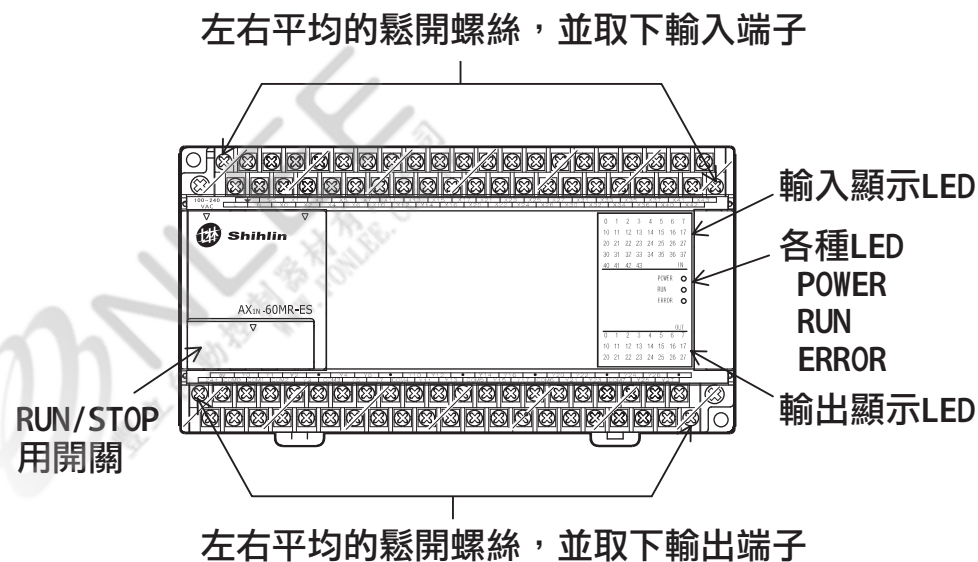 左右平均的鬆開螺絲，並取下輸入端子
100-240
VAC
Shihlin
AX1N-60MR-ES
0 1 2 3 4 5 6 7
10 11 12 13 14 15 16 17
20 21 22 23 24 25 26 27
30 31 32 33 34 35 36 37
40 41 42 43 IN
POWER
RUN
ERROR
OUT
0 1 2 3 4 5 6 7
10 11 12 13 14 15 16 17
20 21 22 23 24 25 26 27
輸入顯示LED
各種LED
POWER
RUN
ERROR
輸出顯示LED
RUN/STOP
用開關
左右平均的鬆開螺絲，並取下輸出端子